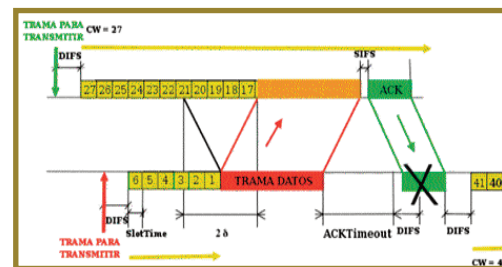 TRAMA PARA
TRANSMITIR
CW = 27
DIFS
SIFS
27 26 25 24 23 22 21 20 19 18 17
ACK
6 5 4 3 2 1
TRAMA DATOS
41 40
DIFS
SlotTime
2 δ
ACKTimeout
DIFS
DIFS
TRAMA PARA
TRANSMITIR
CW = 4